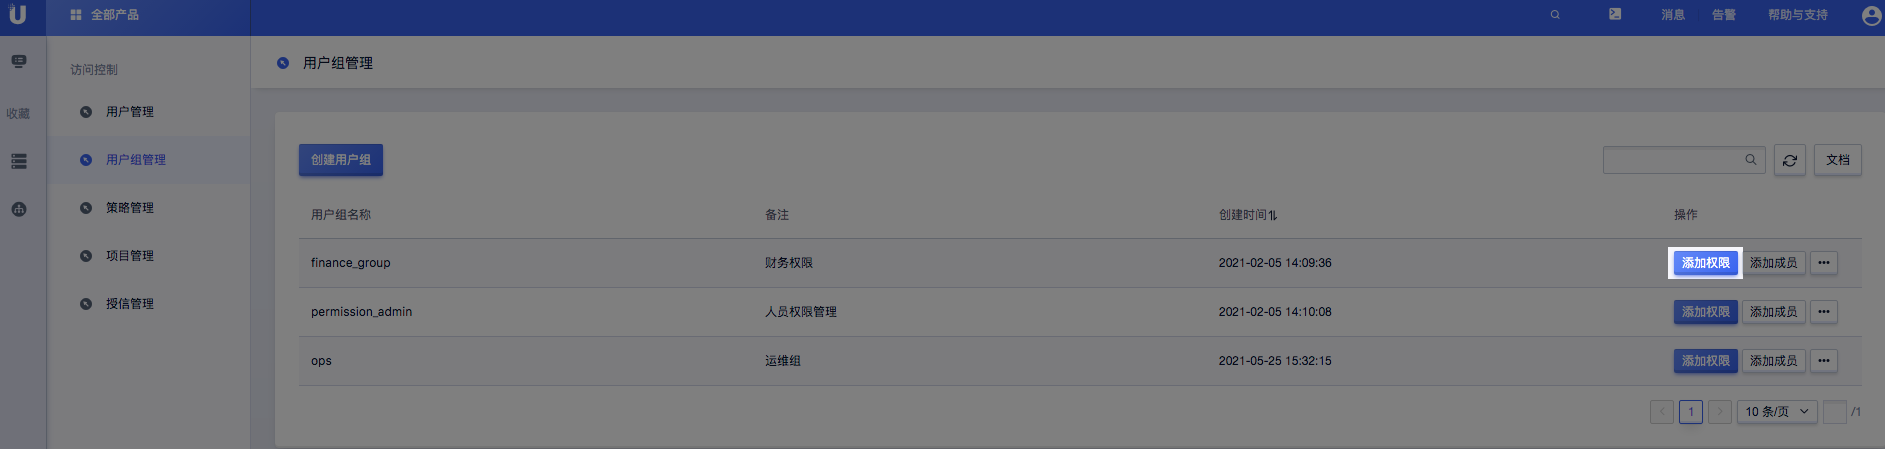 全部产品
消息 告警 帮助与支持
收藏
访问控制
用户管理
用户组管理
策略管理
项目管理
授信管理
用户组管理
创建用户组
文档
用户组名称 备注 创建时间 操作
finance_group 财务权限 2021-02-05 14:09:36 添加权限 添加成员 •••
permission_admin 人员权限管理 2021-02-05 14:10:08 添加权限 添加成员 •••
ops 运维组 2021-05-25 15:32:15 添加权限 添加成员 •••
1 10 条/页 /1